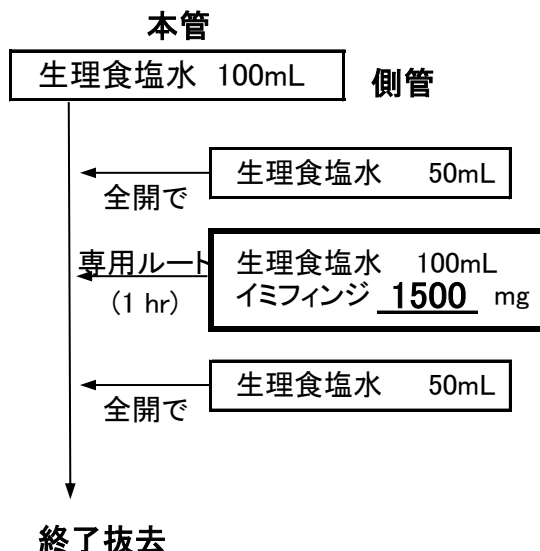 本管
生理食塩水 100mL
側管
生理食塩水 50mL
全開で
専用ルート
(1 hr)
生理食塩水 100mL
イミフィンジ 1500 mg
生理食塩水 50mL
全開で
終了抜去